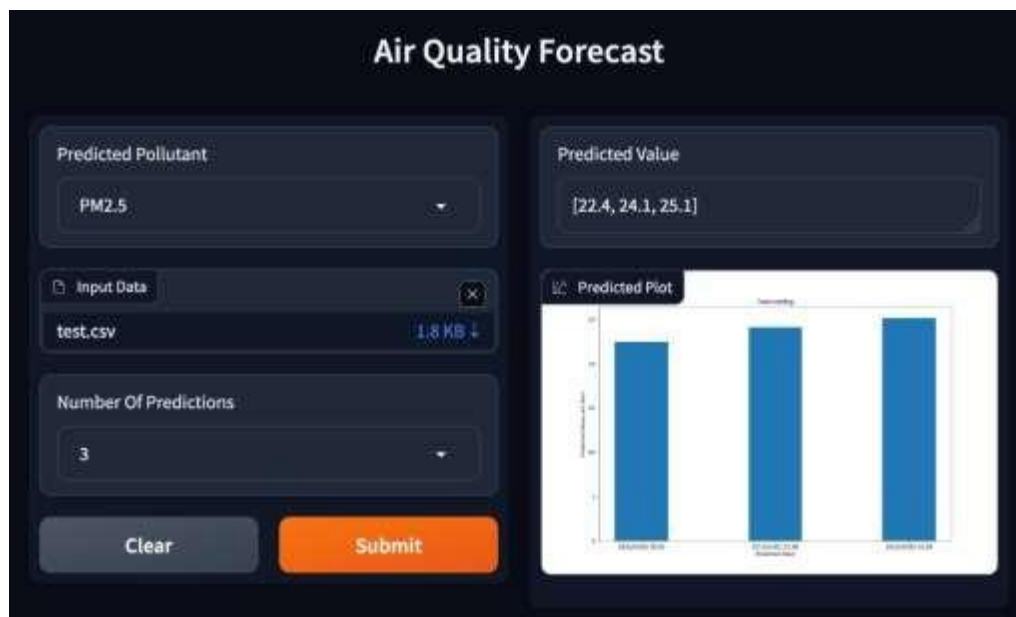 Air Quality Forecast
Predicted Pollutant
PM2.5
Input Data
test.csv
1.8 KB ↓
Number Of Predictions
3
Clear
Submit
Predicted Value
[22.4, 24.1, 25.1]
Predicted Plot